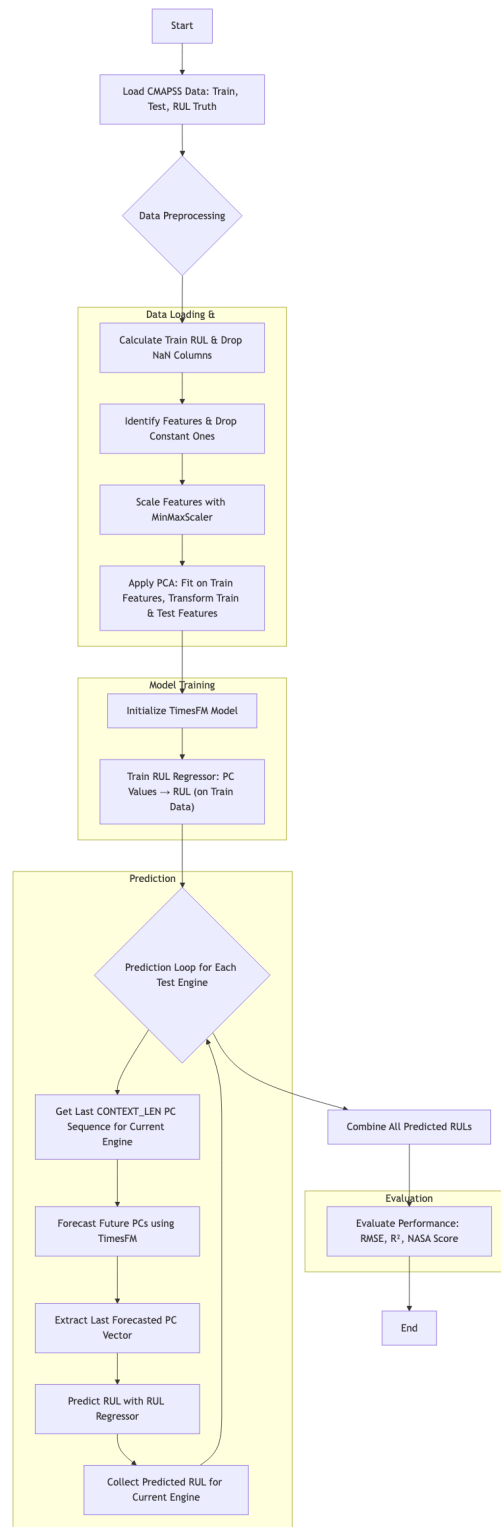 Start
Load CMAPSS Data: Train,
Test, RUL Truth
Data Preprocessing
Data Loading &
Calculate Train RUL & Drop
NaN Columns
Identify Features & Drop
Constant Ones
Scale Features with
MinMaxScaler
Apply PCA: Fit on Train
Features, Transform Train
& Test Features
Model Training
Initialize TimesFM Model
Train RUL Regressor: PC
Values → RUL (on Train
Data)
Prediction
Prediction Loop for Each
Test Engine
Get Last CONTEXT_LEN PC
Sequence for Current
Engine
Forecast Future PCs using
TimesFM
Extract Last Forecasted PC
Vector
Predict RUL with RUL
Regressor
Collect Predicted RUL for
Current Engine
Combine All Predicted RULs
Evaluation
Evaluate Performance:
RMSE, R², NASA Score
End